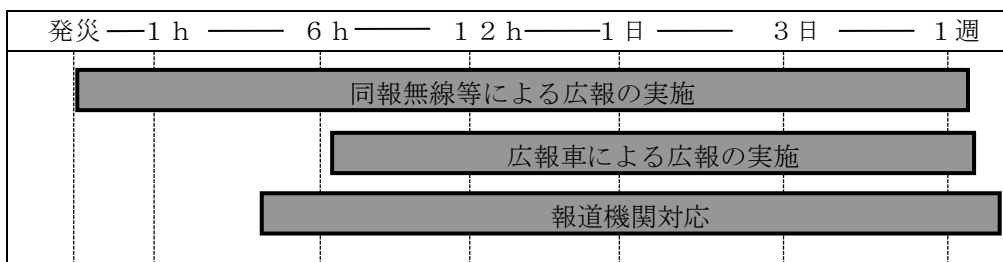 発災 ―１ｈ ―― ６ｈ―― １２ｈ――１日 ―― ３日 ―― １週
同報無線等による広報の実施
広報車による広報の実施
報道機関対応